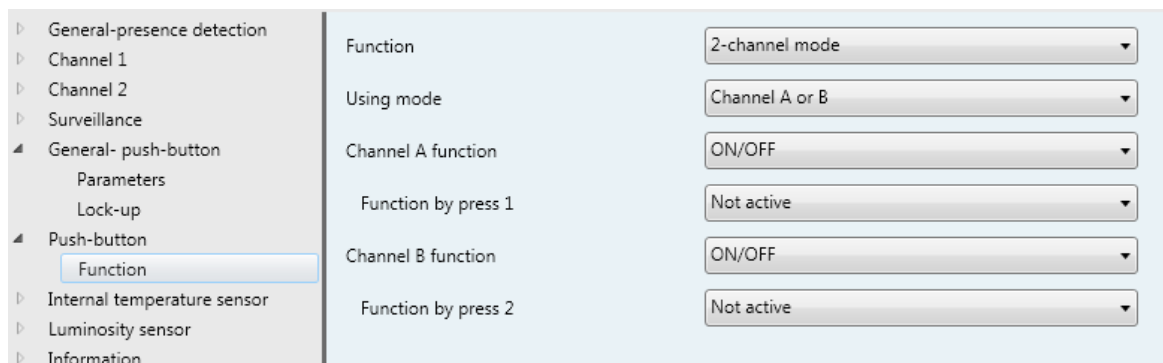 General-presence detection
Channel 1
Channel 2
Surveillance
General- push-button
Parameters
Lock-up
Push-button
Function
Internal temperature sensor
Luminosity sensor
Information
Function 2-channel mode
Using mode Channel A or B
Channel A function ON/OFF
Function by press 1 Not active
Channel B function ON/OFF
Function by press 2 Not active